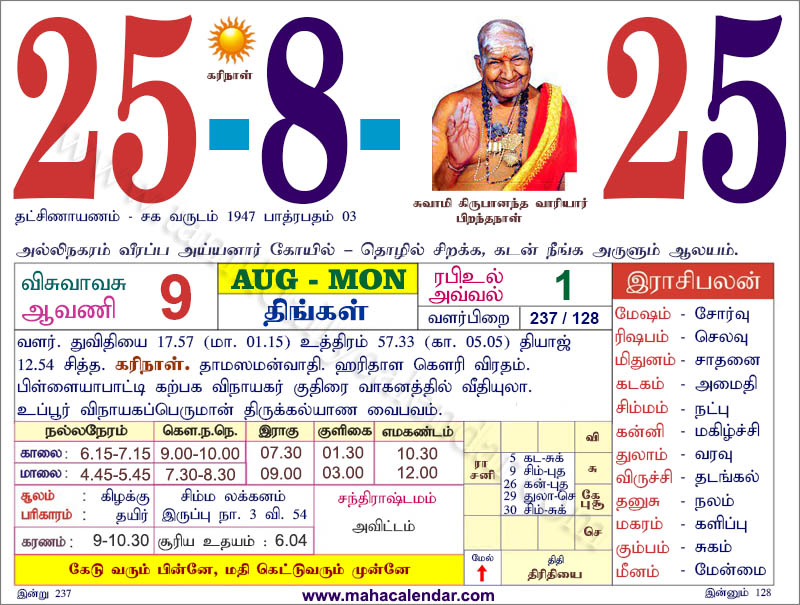 25-8-25
கரிநாள்
சுவாமி கிருபானந்த வாரியார்
பிறந்தநாள்
தட்சிணாயணம் - சக வருடம் 1947 பாத்ரபதம் 03
அல்லிநகரம் வீரப்ப அய்யனார் கோயில் – தொழில் சிறக்க, கடன் நீங்க அருளும் ஆலயம்.
விசுவாவசு
ஆவணி 9
AUG - MON
திங்கள்
ரபிஉல்
அவ்வல் 1
வளர்பிறை 237 / 128
வளர். துவிதியை 17.57 (மா. 01.15) உத்திரம் 57.33 (கா. 05.05) தியாஜ்
12.54 சித்த. கரிநாள். தாமஸமன்வாதி. ஹரிதாள கௌரி விரதம்.
பிள்ளையாபாட்டி கற்பக விநாயகர் குதிரை வாகனத்தில் வீதியுலா.
உப்பூர் விநாயகப்பெருமான் திருக்கல்யாண வைபவம்.
நல்லநேரம் கௌ.ந.நெ. இராகு குளிகை எமகண்டம்
காலை: 6.15-7.15 9.00-10.00 07.30 01.30 10.30
மாலை: 4.45-5.45 7.30-8.30 09.00 03.00 12.00
சூலம் : கிழக்கு
பரிகாரம் : தயிர்
சிம்ம லக்கனம்
இருப்பு நா. 3 வி. 54
சந்திராஷ்டமம்
அவிட்டம்
கரணம் : 9-10.30 சூரிய உதயம் : 6.04
கேடு வரும் பின்னே, மதி கெட்டுவரும் முன்னே
ரா
சனி
5 கட-சுக்
9 சிம்-புத
26 கன்-புத
29 துலா-செ
30 சிம்-சுக்
வி
சு
கே
பூசூ
செ
மேல்
திதி
திரிதியை
இராசிபலன்
மேஷம் - சோர்வு
ரிஷபம் - செலவு
மிதுனம் - சாதனை
கடகம் - அமைதி
சிம்மம் - நட்பு
கன்னி - மகிழ்ச்சி
துலாம் - வரவு
விருச்சி - தடங்கல்
தனுசு - நலம்
மகரம் - களிப்பு
கும்பம் - சுகம்
மீனம் - மேன்மை
இன்று 237
www.mahacalendar.com
இன்னும் 128